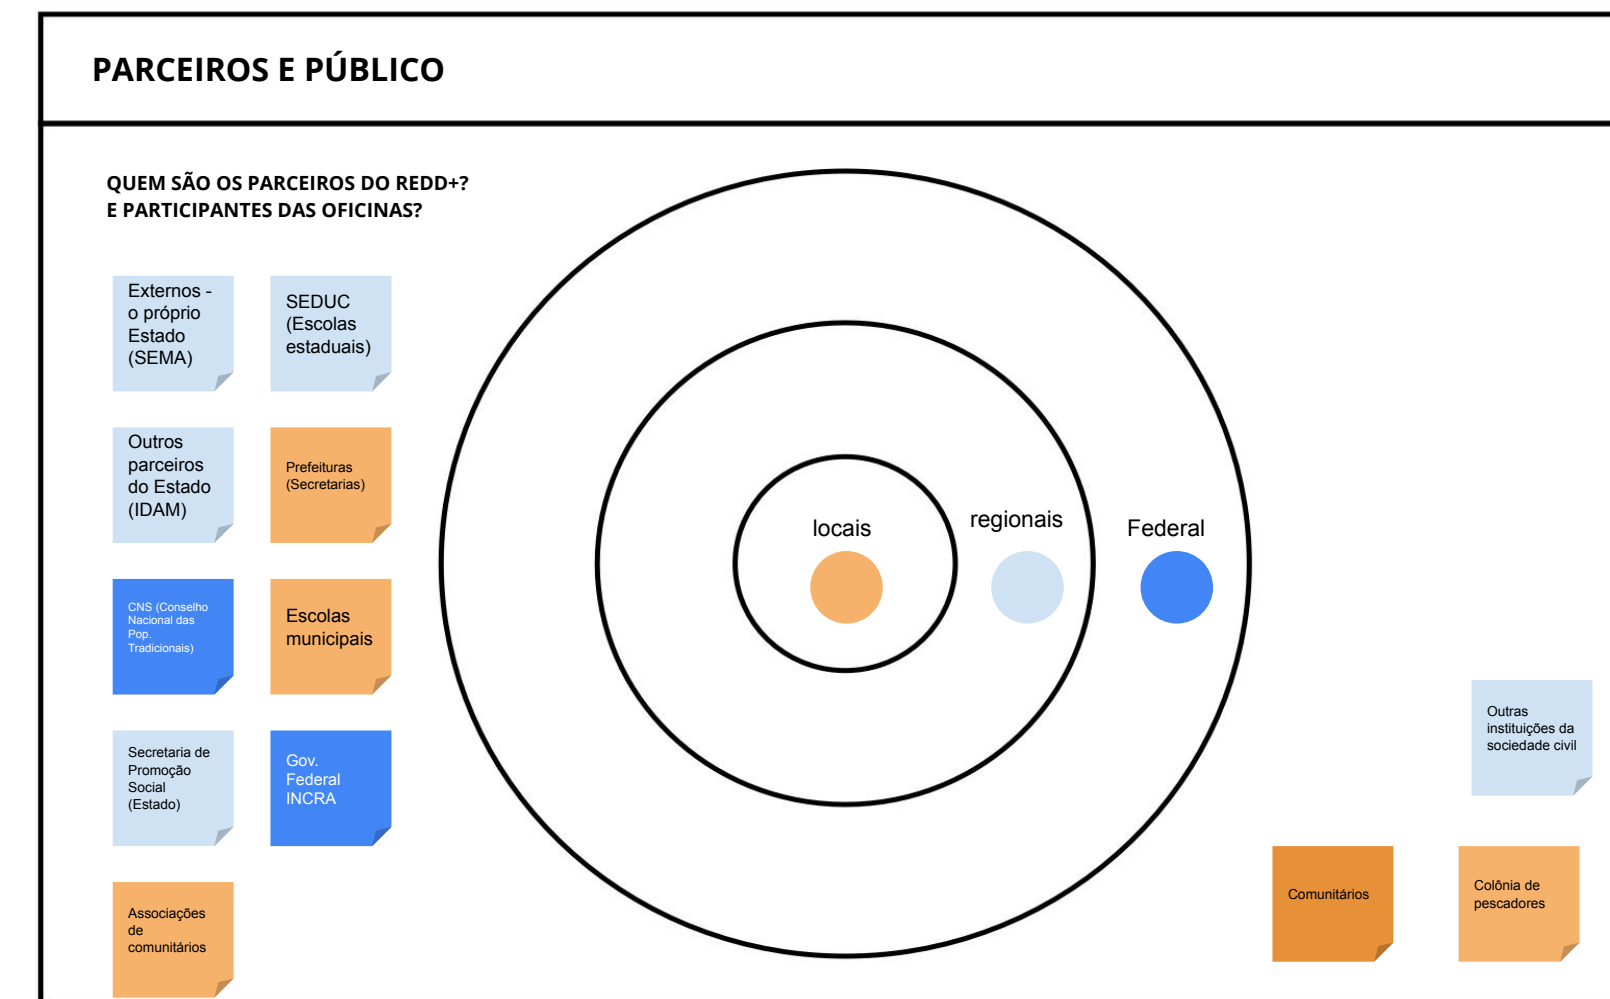 PARCEIROS E PÚBLICO
QUEM SÃO OS PARCEIROS DO REDD+?
E PARTICIPANTES DAS OFICINAS?
Externos -
o próprio
Estado
(SEMA)
SEDUC
(Escolas
estaduais)
Outros
parceiros
do Estado
(IDAM)
Prefeituras
(Secretarias)
CNS (Conselho
Nacional das
Pop.
Tradicionais)
Escolas
municipais
Secretaria de
Promoção
Social
(Estado)
Gov.
Federal
INCRA
Associações
de
comunitários
locais
regionais
Federal
Outras
instituições da
sociedade civil
Comunitários
Colônia de
pescadores